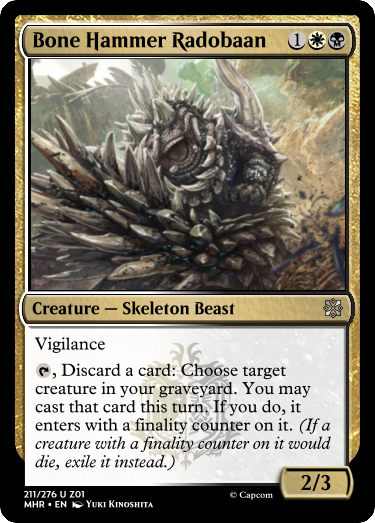 Bone Hammer Radobaan 1
Creature — Skeleton Beast
Vigilance
, Discard a card: Choose target
creature in your graveyard. You may
cast that card this turn. If you do, it
enters with a finality counter on it. (If a
creature with a finality counter on it would
die, exile it instead.)
2/3
211/276 U Z01
MHR • EN Yuki Kinoshita
© Capcom